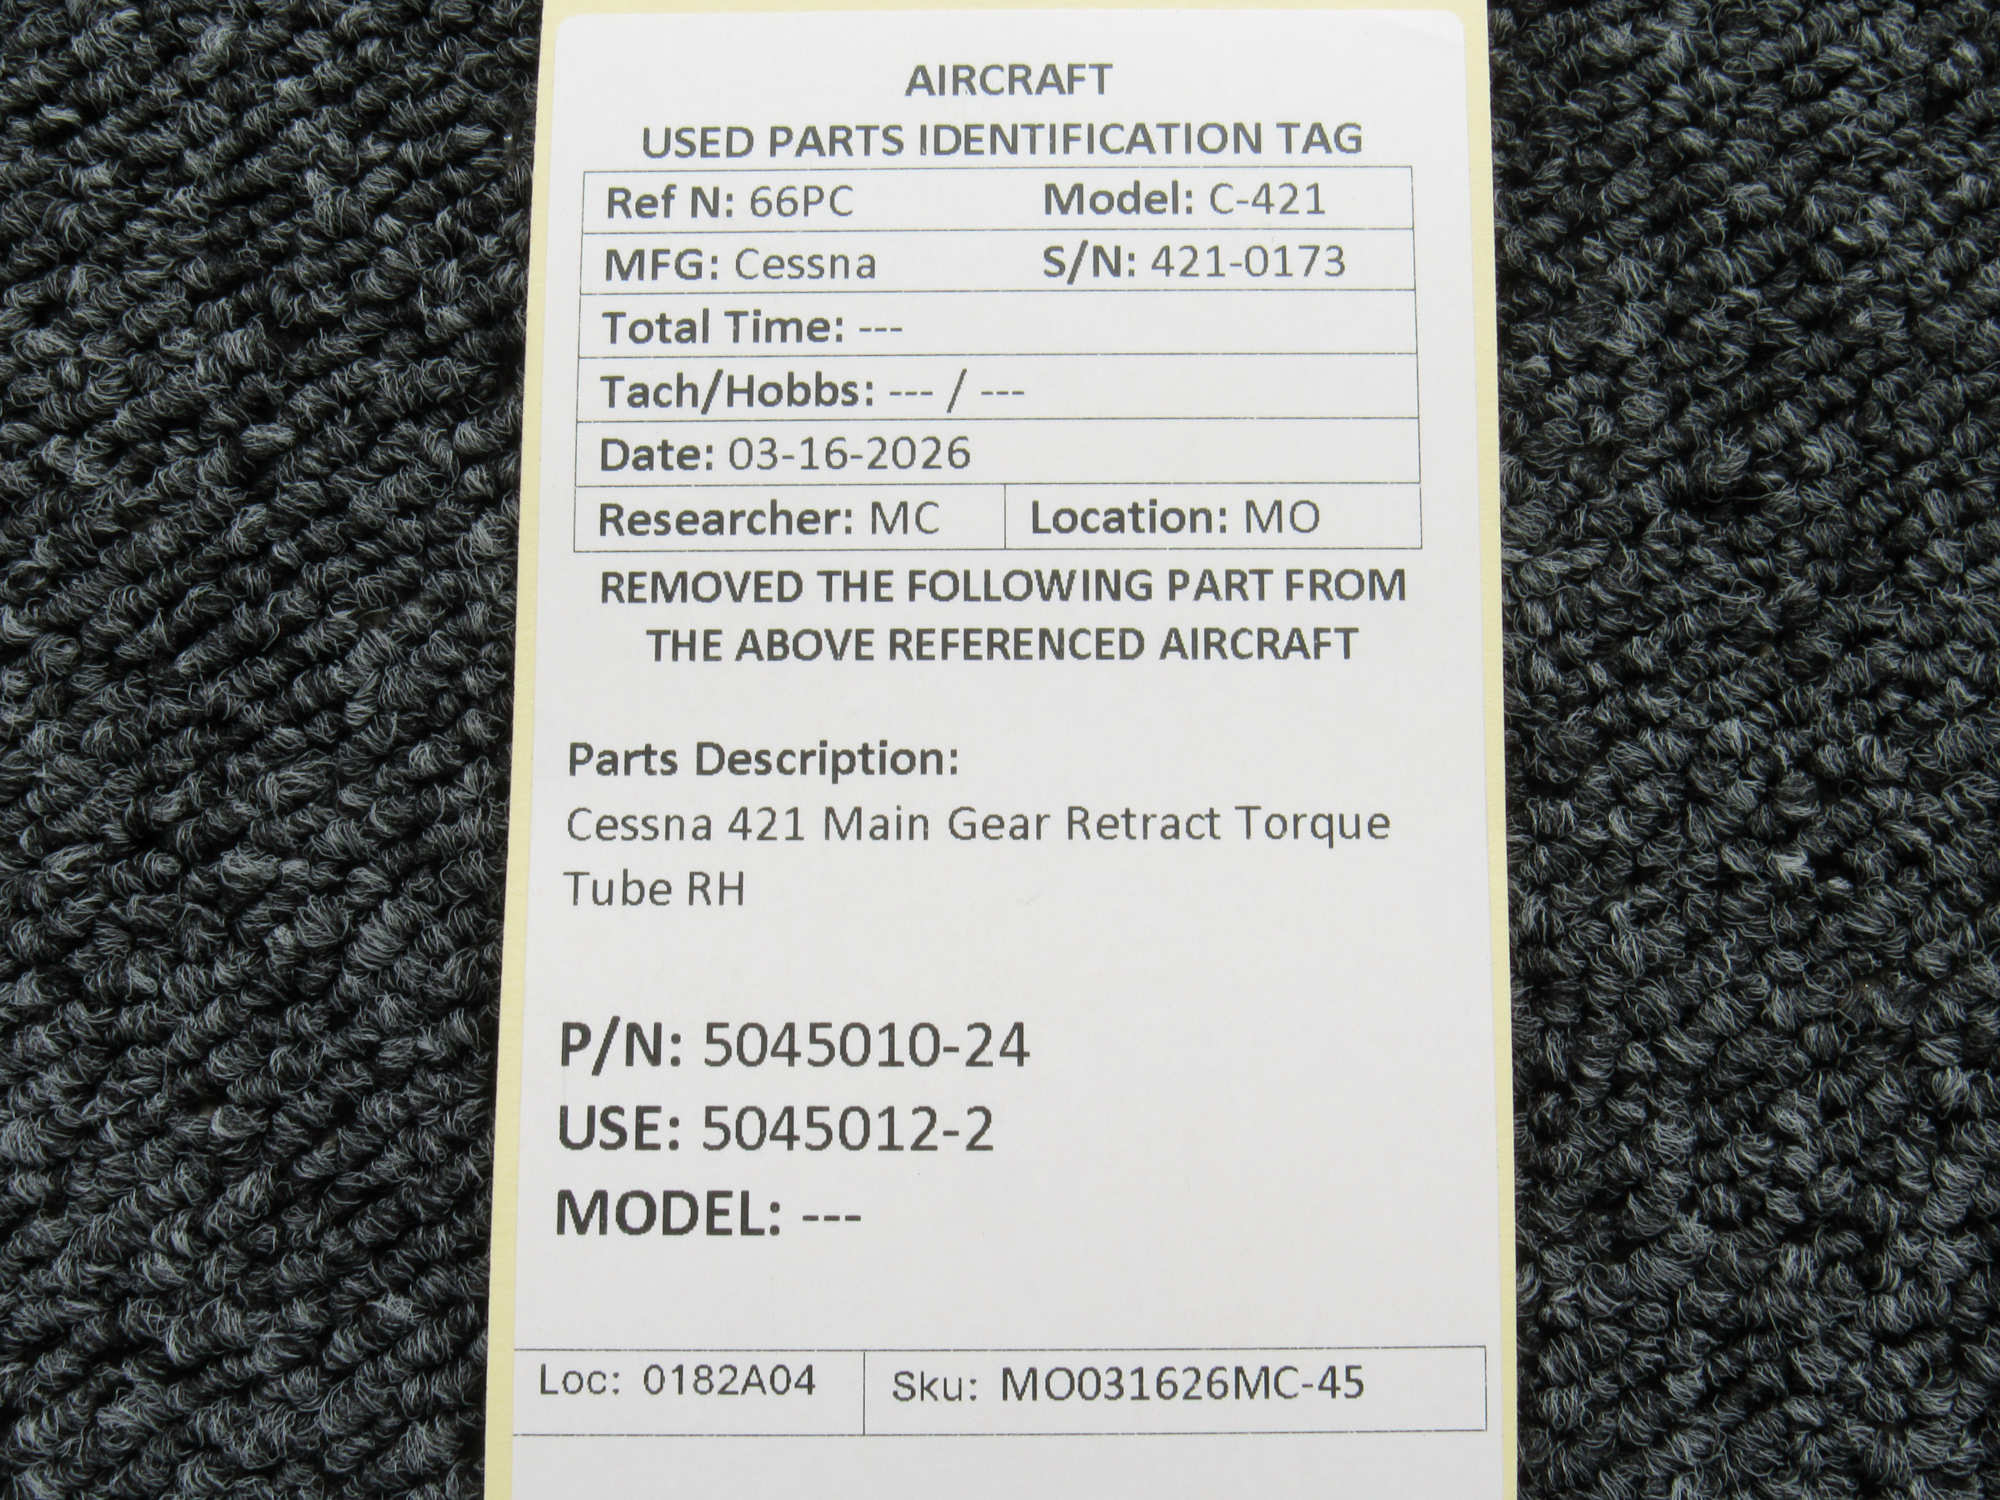 AIRCRAFT
USED PARTS IDENTIFICATION TAG
Ref N: 66PC Model: C-421
MFG: Cessna S/N: 421-0173
Total Time: ---
Tach/Hobbs: --- / ---
Date: 03-16-2026
Researcher: MC Location: MO
REMOVED THE FOLLOWING PART FROM
THE ABOVE REFERENCED AIRCRAFT
Parts Description:
Cessna 421 Main Gear Retract Torque
Tube RH
P/N: 5045010-24
USE: 5045012-2
MODEL: ---
Loc: 0182A04 Sku: MO031626MC-45